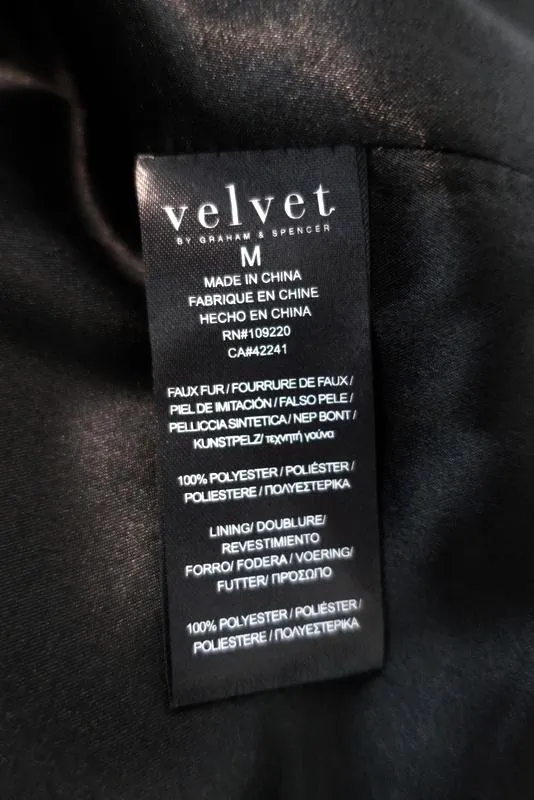 velvet
BY GRAHAM & SPENCER
M
MADE IN CHINA
FABRIQUE EN CHINE
HECHO EN CHINA
RN#109220
CA#42241
FAUX FUR / FOURRURE DE FAUX /
PIEL DE IMITACIÓN / FALSO PELE /
PELLICCIA SINTETICA / NEP BONT /
KUNSTPELZ/ τεχνητή γούνα
100% POLYESTER / POLIÉSTER /
POLIESTERE / ΠΟΛΥΕΣΤΕΡΙΚΑ
LINING/ DOUBLURE/
REVESTIMIENTO
FORRO/ FODERA / VOERING/
FUTTER/ ΠΡΌΣΩΠΟ
100% POLYESTER / POLIÉSTER /
POLIESTERE / ΠΟΛΥΕΣΤΕΡΙΚΑ